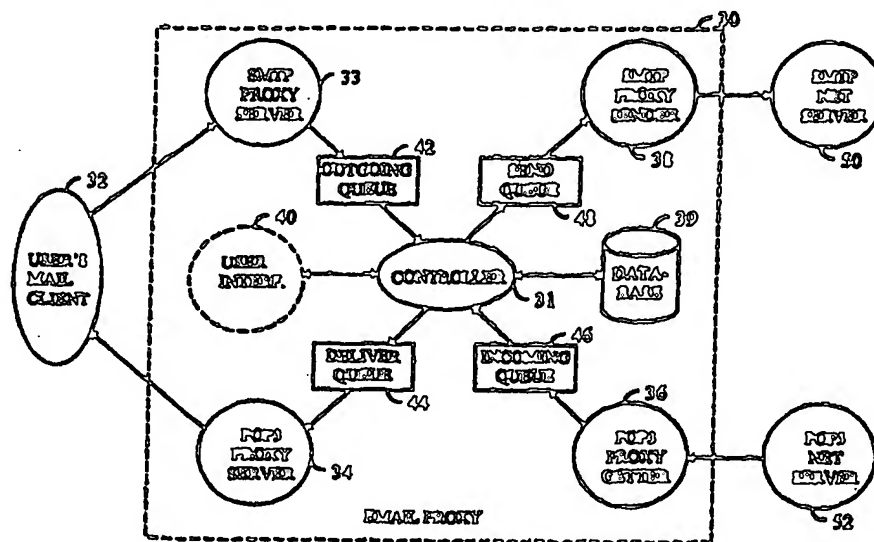 30
SMTP
PROXY
SERVER
33
SMTP
PROXY
SENDER
38
SMTP
NET
SERVER
50
32
USER'S
MAIL
CLIENT
42
OUTGOING
QUEUE
SEND
QUEUE
48
40
USER
INTERF.
CONTROLLER
31
39
DATA-
BASE
DELIVER
QUEUE
44
46
INCOMING
QUEUE
POP3
PROXY
SERVER
34
36
POP3
PROXY
GETTER
POP3
NET
SERVER
52
EMAIL PROXY